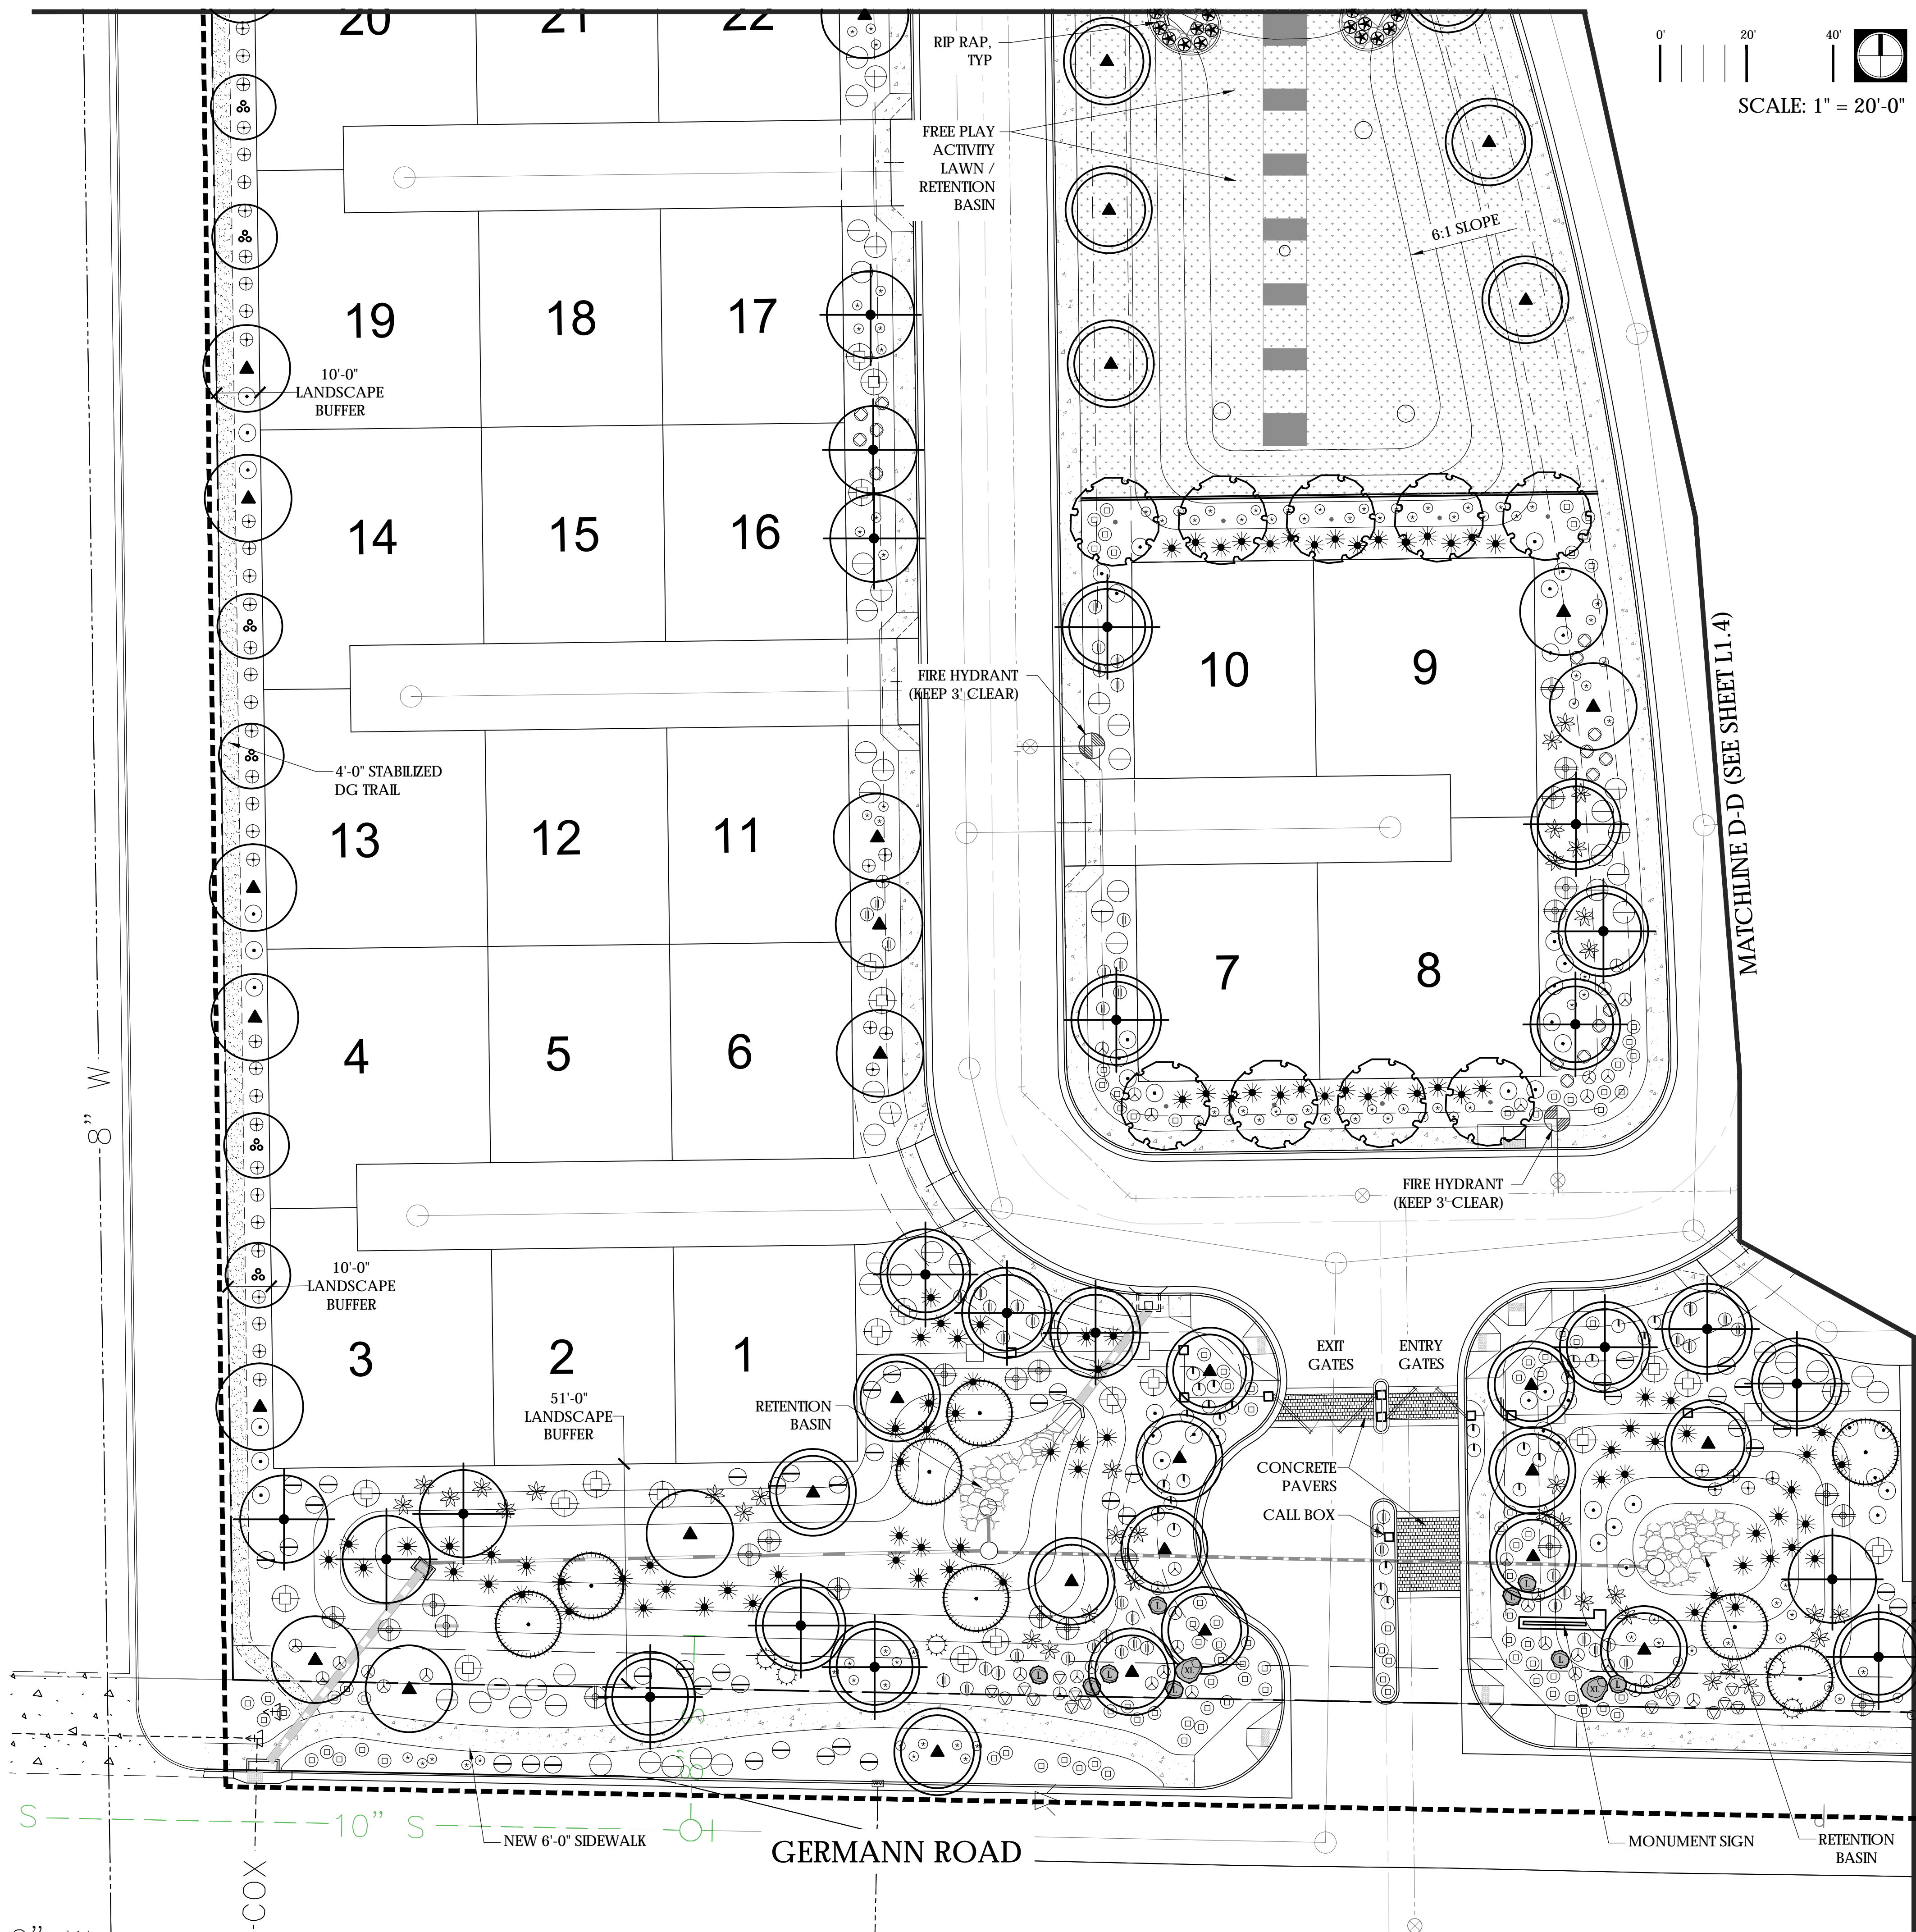 20
21
22
RIP RAP,
TYP
0'
20'
40'
SCALE: 1" = 20'-0"
FREE PLAY
ACTIVITY
LAWN /
RETENTION
BASIN
6:1 SLOPE
19
18
17
10'-0"
LANDSCAPE
BUFFER
14
15
16
10
9
FIRE HYDRANT
(KEEP 3' CLEAR)
MATCHLINE D-D (SEE SHEET L1.4)
4'-0" STABILIZED
DG TRAIL
13
12
11
7
8
4
5
6
8" W
FIRE HYDRANT
(KEEP 3' CLEAR)
10'-0"
LANDSCAPE
BUFFER
3
2
1
EXIT
GATES
ENTRY
GATES
51'-0"
LANDSCAPE
BUFFER
RETENTION
BASIN
CONCRETE
PAVERS
CALL BOX
L
L
L
L
L
L
XL
XL
8" S
S
10" S
NEW 6'-0" SIDEWALK
GERMANN ROAD
MONUMENT SIGN
RETENTION
BASIN
COX